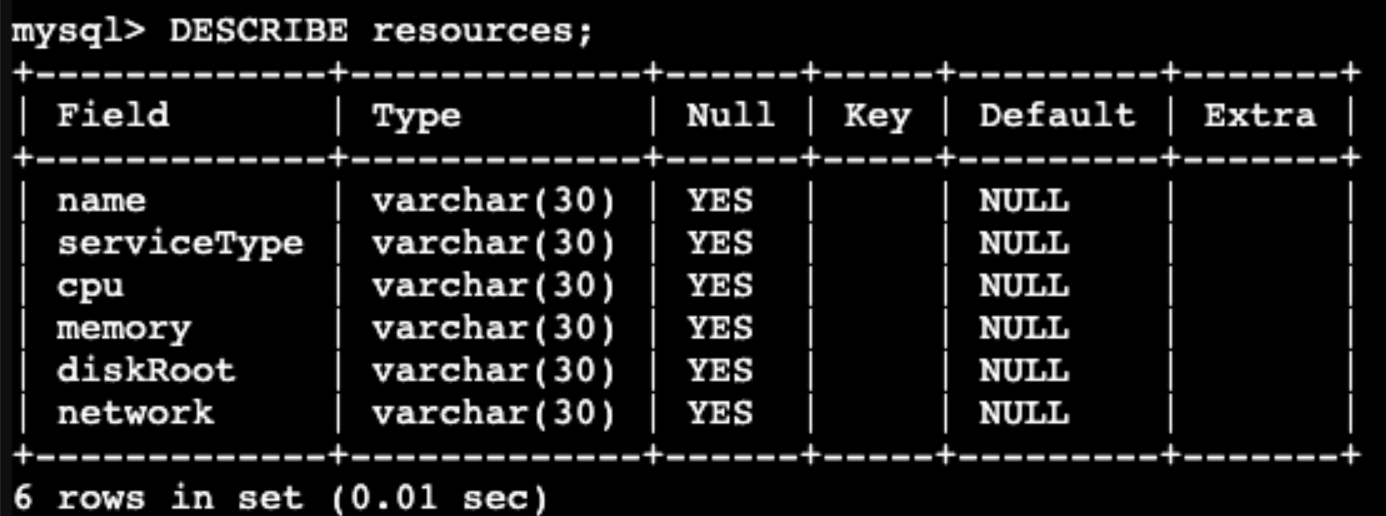 mysql> DESCRIBE resources;
+-------------+-------------+------+-----+---------+-------+
| Field       | Type        | Null | Key | Default | Extra |
+-------------+-------------+------+-----+---------+-------+
| name        | varchar(30) | YES  |     | NULL    |       |
| serviceType | varchar(30) | YES  |     | NULL    |       |
| cpu         | varchar(30) | YES  |     | NULL    |       |
| memory      | varchar(30) | YES  |     | NULL    |       |
| diskRoot    | varchar(30) | YES  |     | NULL    |       |
| network     | varchar(30) | YES  |     | NULL    |       |
+-------------+-------------+------+-----+---------+-------+
6 rows in set (0.01 sec)